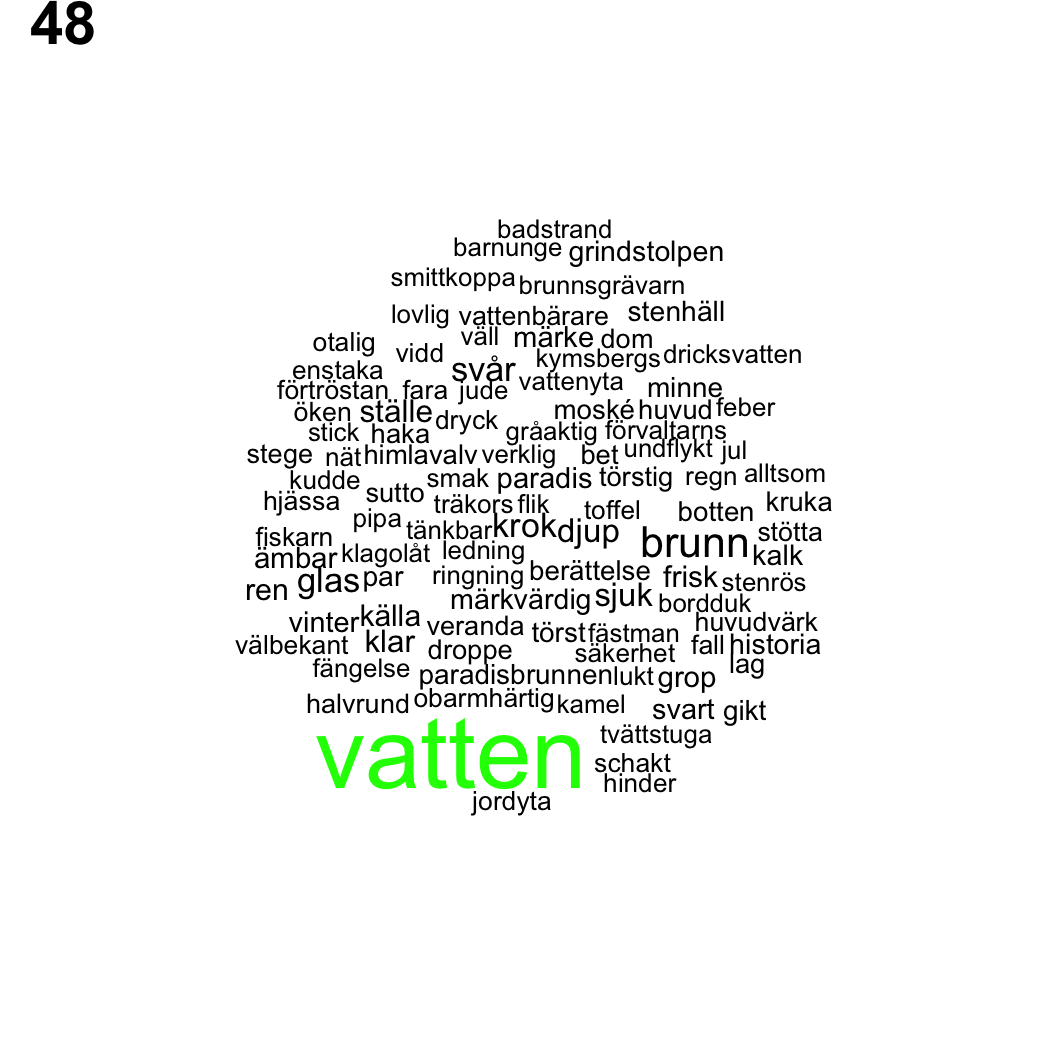 48
badstrand
barnunge grindstolpen
smittkoppa brunnsgrävarn
lovlig vattenbärare stenhäll
otalig väll märke dom
vidd kymsbergs dricksvatten
enstaka svår vattenyta minne
förtröstan fara jude
öken ställe dryck moské huvud feber
stick haka gråaktig förvaltarns
stege nät himlavalv verklig bet undflykt jul
kudde smak paradis törstig regn alltsom
hjässa sutto träkors flik toffel botten kruka
pipa tänkbar krok djup brunn stötta
fiskarn
ämbar klagolåt ledning kalk
ren glas par ringning berättelse frisk stenrös
märkvärdig sjuk bordduk
vinter källa veranda törst fästman huvudvärk
välbekant klar droppe säkerhet fall historia
fängelse paradisbrunnen lukt grop lag
halvrund obarmhärtig kamel svart gikt
vatten tvättstuga
schakt
hinder
jordyta